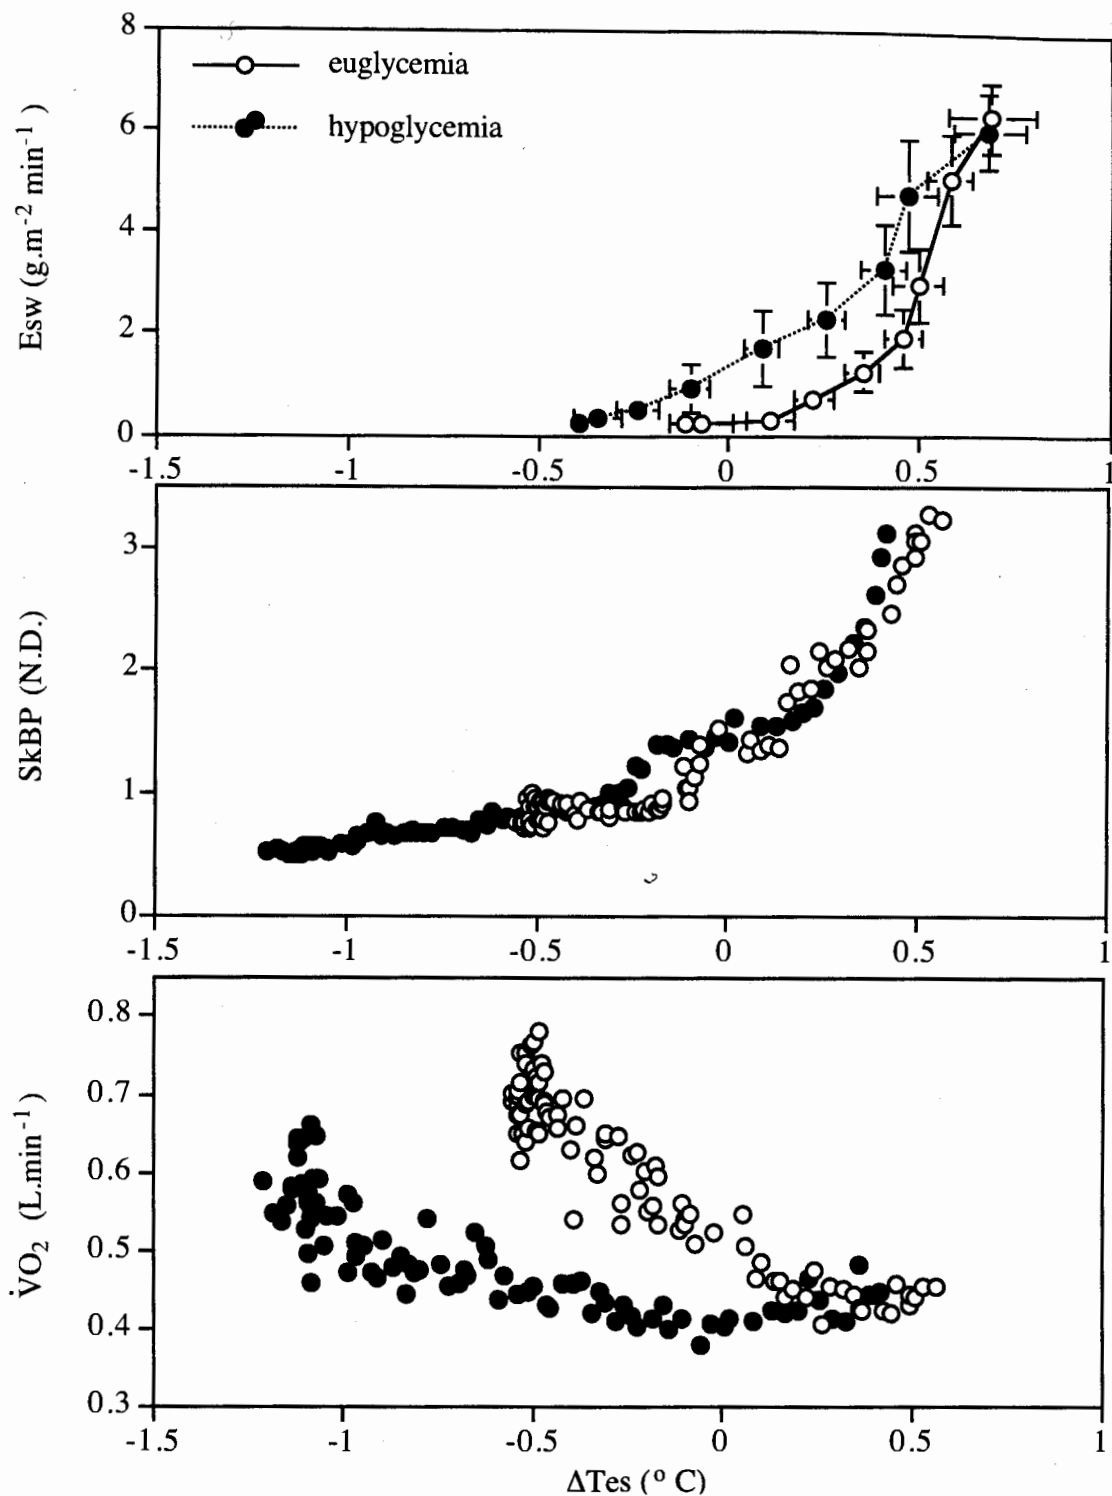 8
euglycemia
hypoglycemia
6
4
2
0
Esw (g.m-2 min-1)
-1.5 -1 -0.5 0 0.5 1
3
2
1
0
SkBP (N.D.)
-1.5 -1 -0.5 0 0.5 1
0.8
0.7
0.6
0.5
0.4
0.3
V̇O2 (L.min-1)
-1.5 -1 -0.5 0 0.5 1
ΔTes (° C)